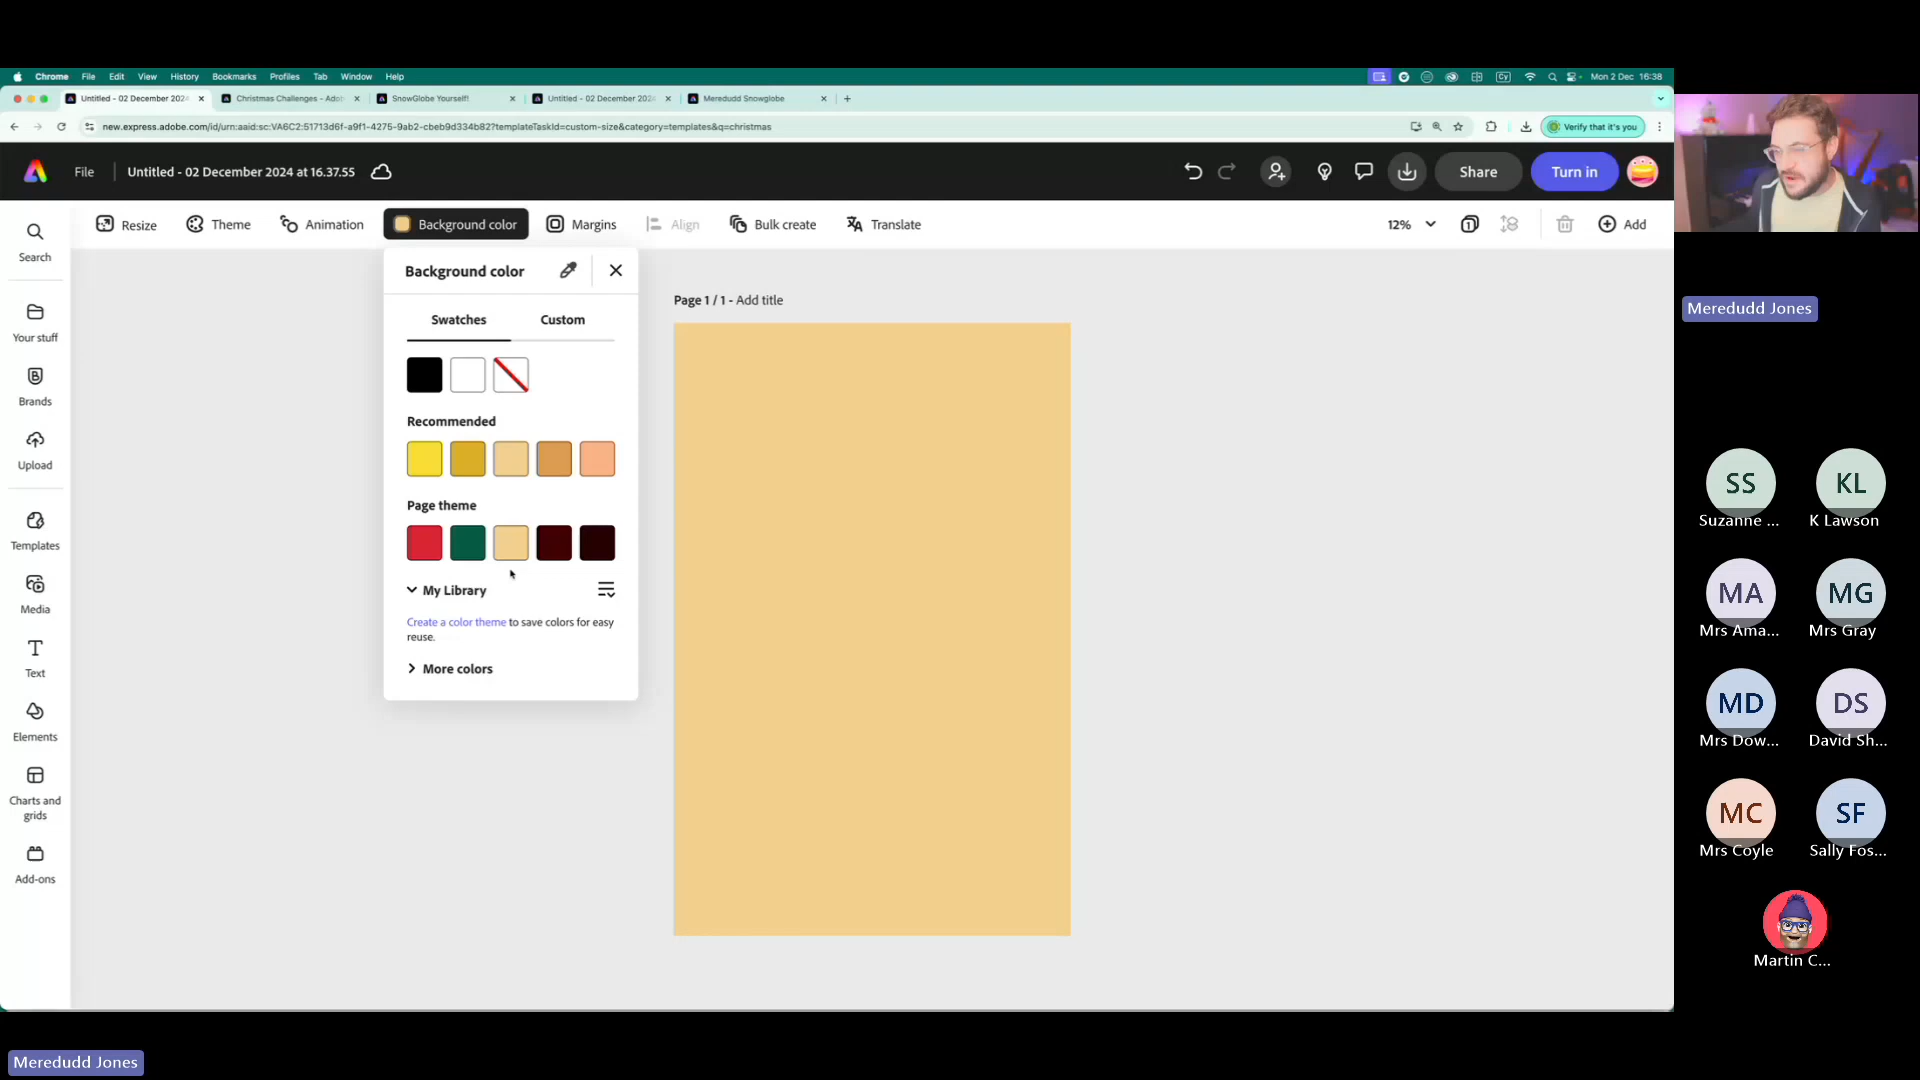 Chrome File Edit View History Bookmarks Profiles Tab Window Help
Cy Mon 2 Dec 16:38
Untitled - 02 December 202
Christmas Challenges - Adob
SnowGlobe Yourself!
Untitled - 02 December 202
Meredudd Snowglobe
new.express.adobe.com/id/urn:aaid:sc:VA6C2:51713d6f-a9f1-4275-9ab2-cbeb9d334b82?templateTaskId=custom-size&category=templates&q=christmas
Verify that it's you
File
Untitled - 02 December 2024 at 16.37.55
Share
Turn in
Resize
Theme
Animation
Background color
Margins
Align
Bulk create
Translate
12%
1
Add
Search
Your stuff
Brands
Upload
Templates
Media
Text
Elements
Charts and
grids
Add-ons
Background color
Swatches
Custom
Recommended
Page theme
My Library
Create a color theme to save colors for easy
reuse.
More colors
Page 1 / 1 - Add title
Meredudd Jones
SS
Suzanne ...
KL
K Lawson
MA
Mrs Ama...
MG
Mrs Gray
MD
Mrs Dow...
DS
David Sh...
MC
Mrs Coyle
SF
Sally Fos...
Martin C...
Meredudd Jones